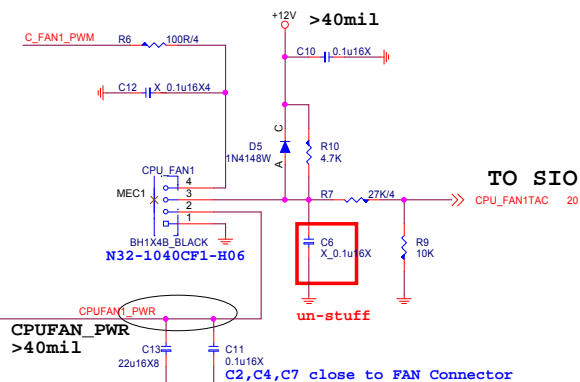 +12V
>40mil
C_FAN1_PWM
R6
100R/4
C10
0.1u16X
C12
X_0.1u16X4
C
D5
1N4148W
A
R10
4.7K
CPU_FAN1
MEC1
4
3
2
1
R7
27K/4
TO SIO
CPU_FAN1TAC 20
BH1X4B_BLACK
N32-1040CF1-H06
C6
X_0.1u16X
R9
10K
un-stuff
CPUFAN1_PWR
CPUFAN_PWR
>40mil
C13
22u16X8
C11
0.1u16X
C2,C4,C7 close to FAN Connector